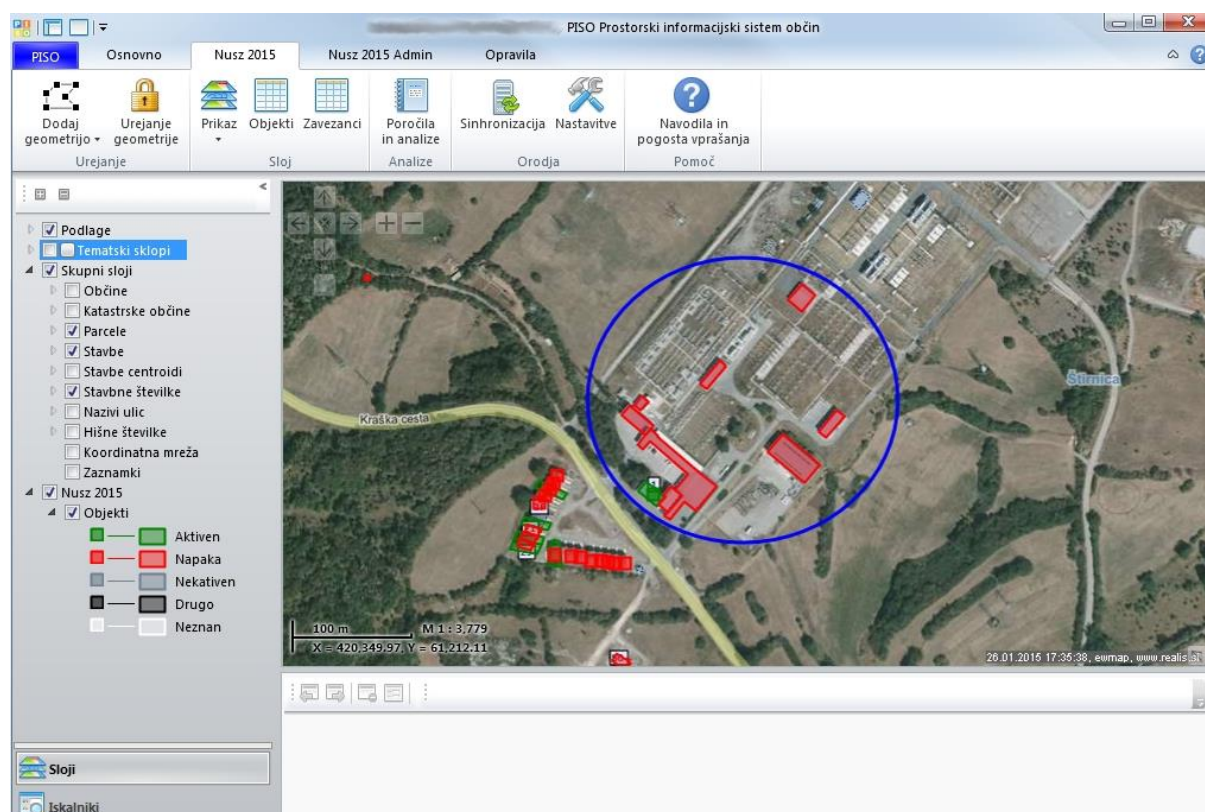 PISO Prostorski informacijski sistem občin
PISO
Osnovno
Nusz 2015
Nusz 2015 Admin
Opravila
Dodaj geometrijo
Urejanje geometrije
Prikaz
Objekti
Zavezanci
Poročila in analize
Sinhronizacija
Nastavitve
Navodila in pogosta vprašanja
Urejanje
Sloj
Analize
Orodja
Pomoč
Podlage
Tematski sklopi
Skupni sloji
Občine
Katastrske občine
Parcele
Stavbe
Stavbe centroidi
Stavbne številke
Nazivi ulic
Hišne številke
Koordinatna mreža
Zaznamki
Nusz 2015
Objekti
Aktiven
Napaka
Nekativen
Drugo
Neznan
Štirnica
Kraška cesta
100 m
M 1 : 3,779
X = 420,349.97, Y = 61,212.11
26.01.2015 17:35:38, ewmap, www.realis.si
Sloji
Iskalniki